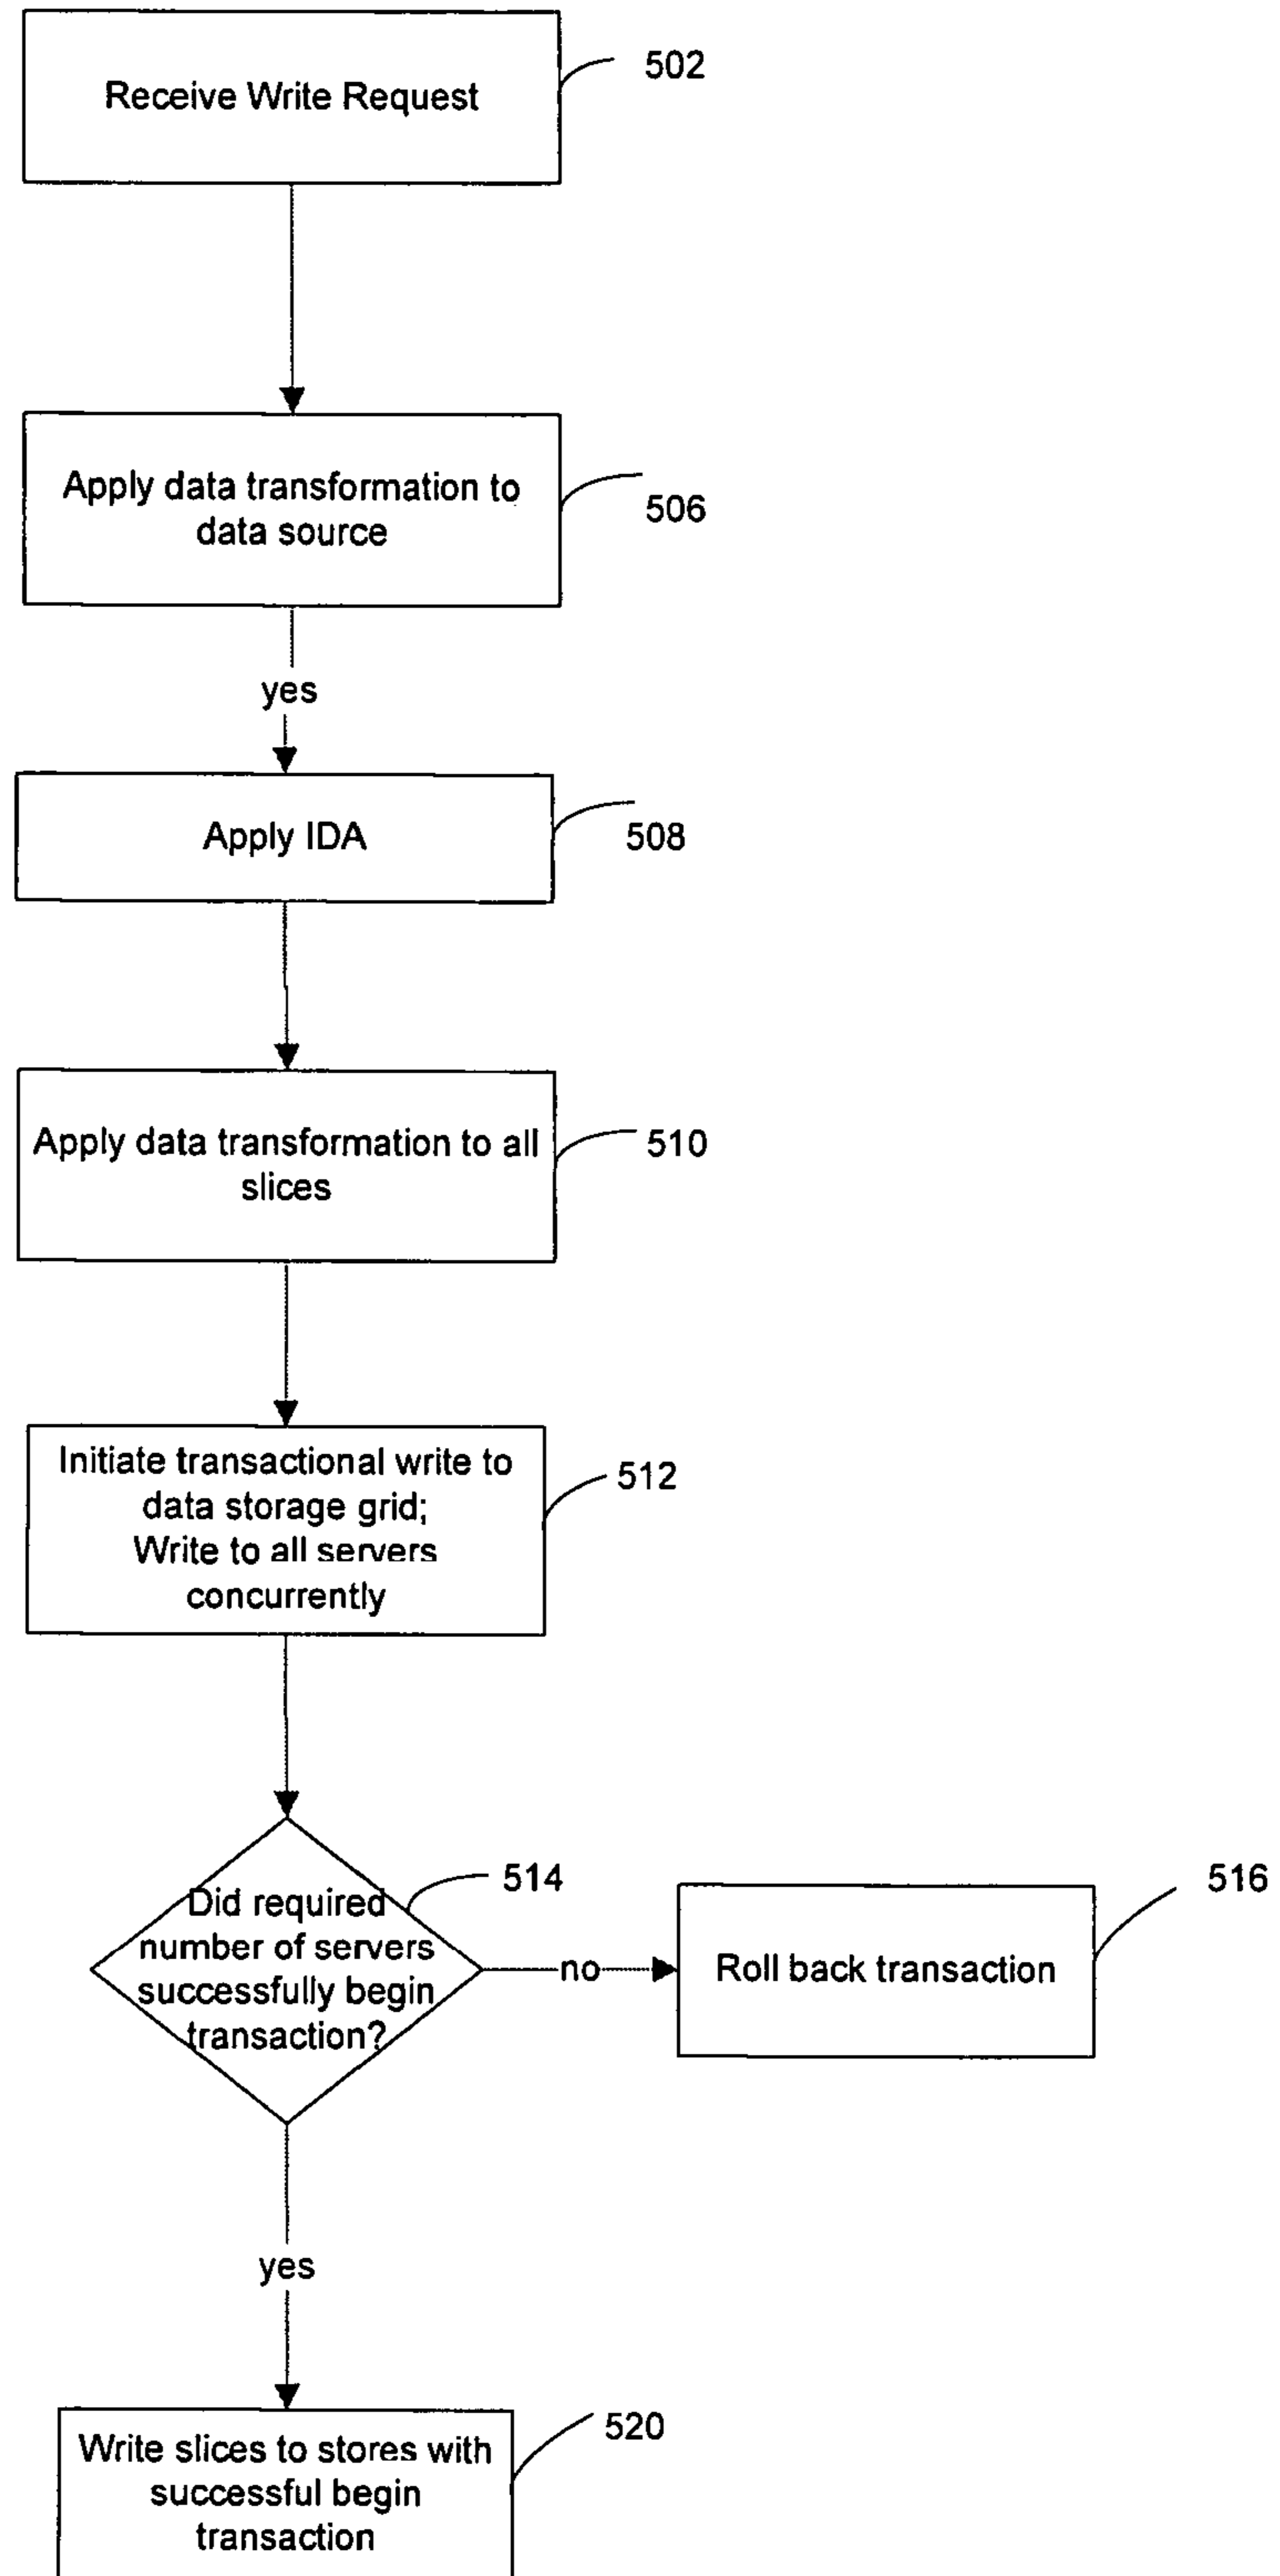 Receive Write Request
502
Apply data transformation to
data source
506
yes
Apply IDA
508
Apply data transformation to all
slices
510
Initiate transactional write to
data storage grid;
Write to all servers
concurrently
512
Did required
number of servers
successfully begin
transaction?
514
no
Roll back transaction
516
yes
Write slices to stores with
successful begin
transaction
520